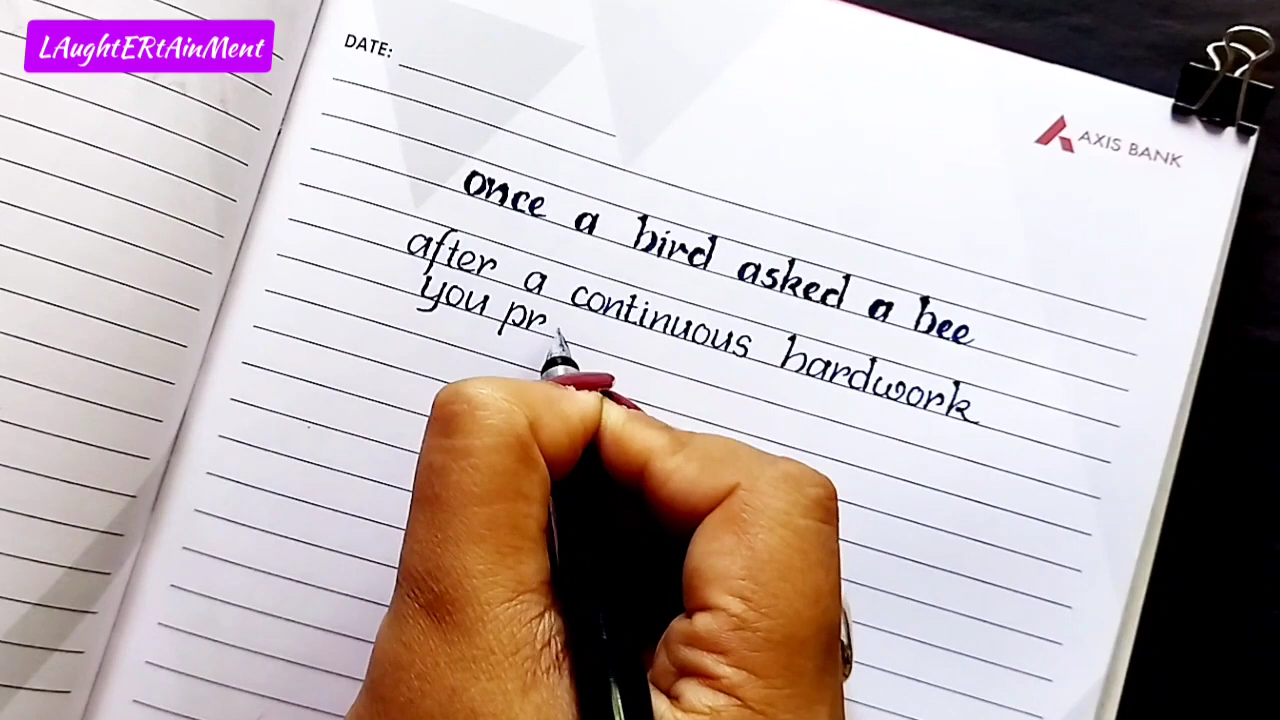 LAughtERtAinMent
DATE:
AXIS BANK
once a bird asked a bee
after a continuous hardwork
you pr